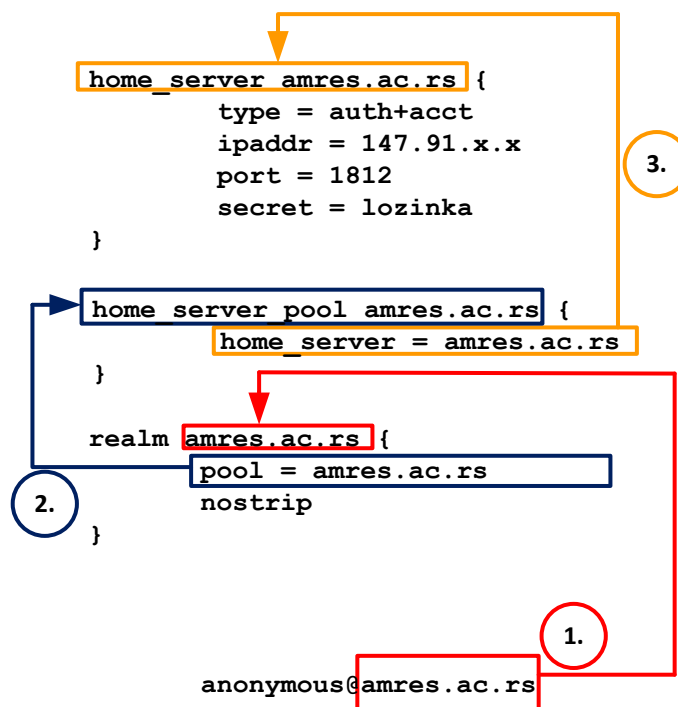 home_server amres.ac.rs {
type = auth+acct
ipaddr = 147.91.x.x
port = 1812
secret = lozinka
}
3.
home_server_pool amres.ac.rs {
home_server = amres.ac.rs
}
realm amres.ac.rs {
pool = amres.ac.rs
nostrip
}
2.
1.
anonymous@amres.ac.rs